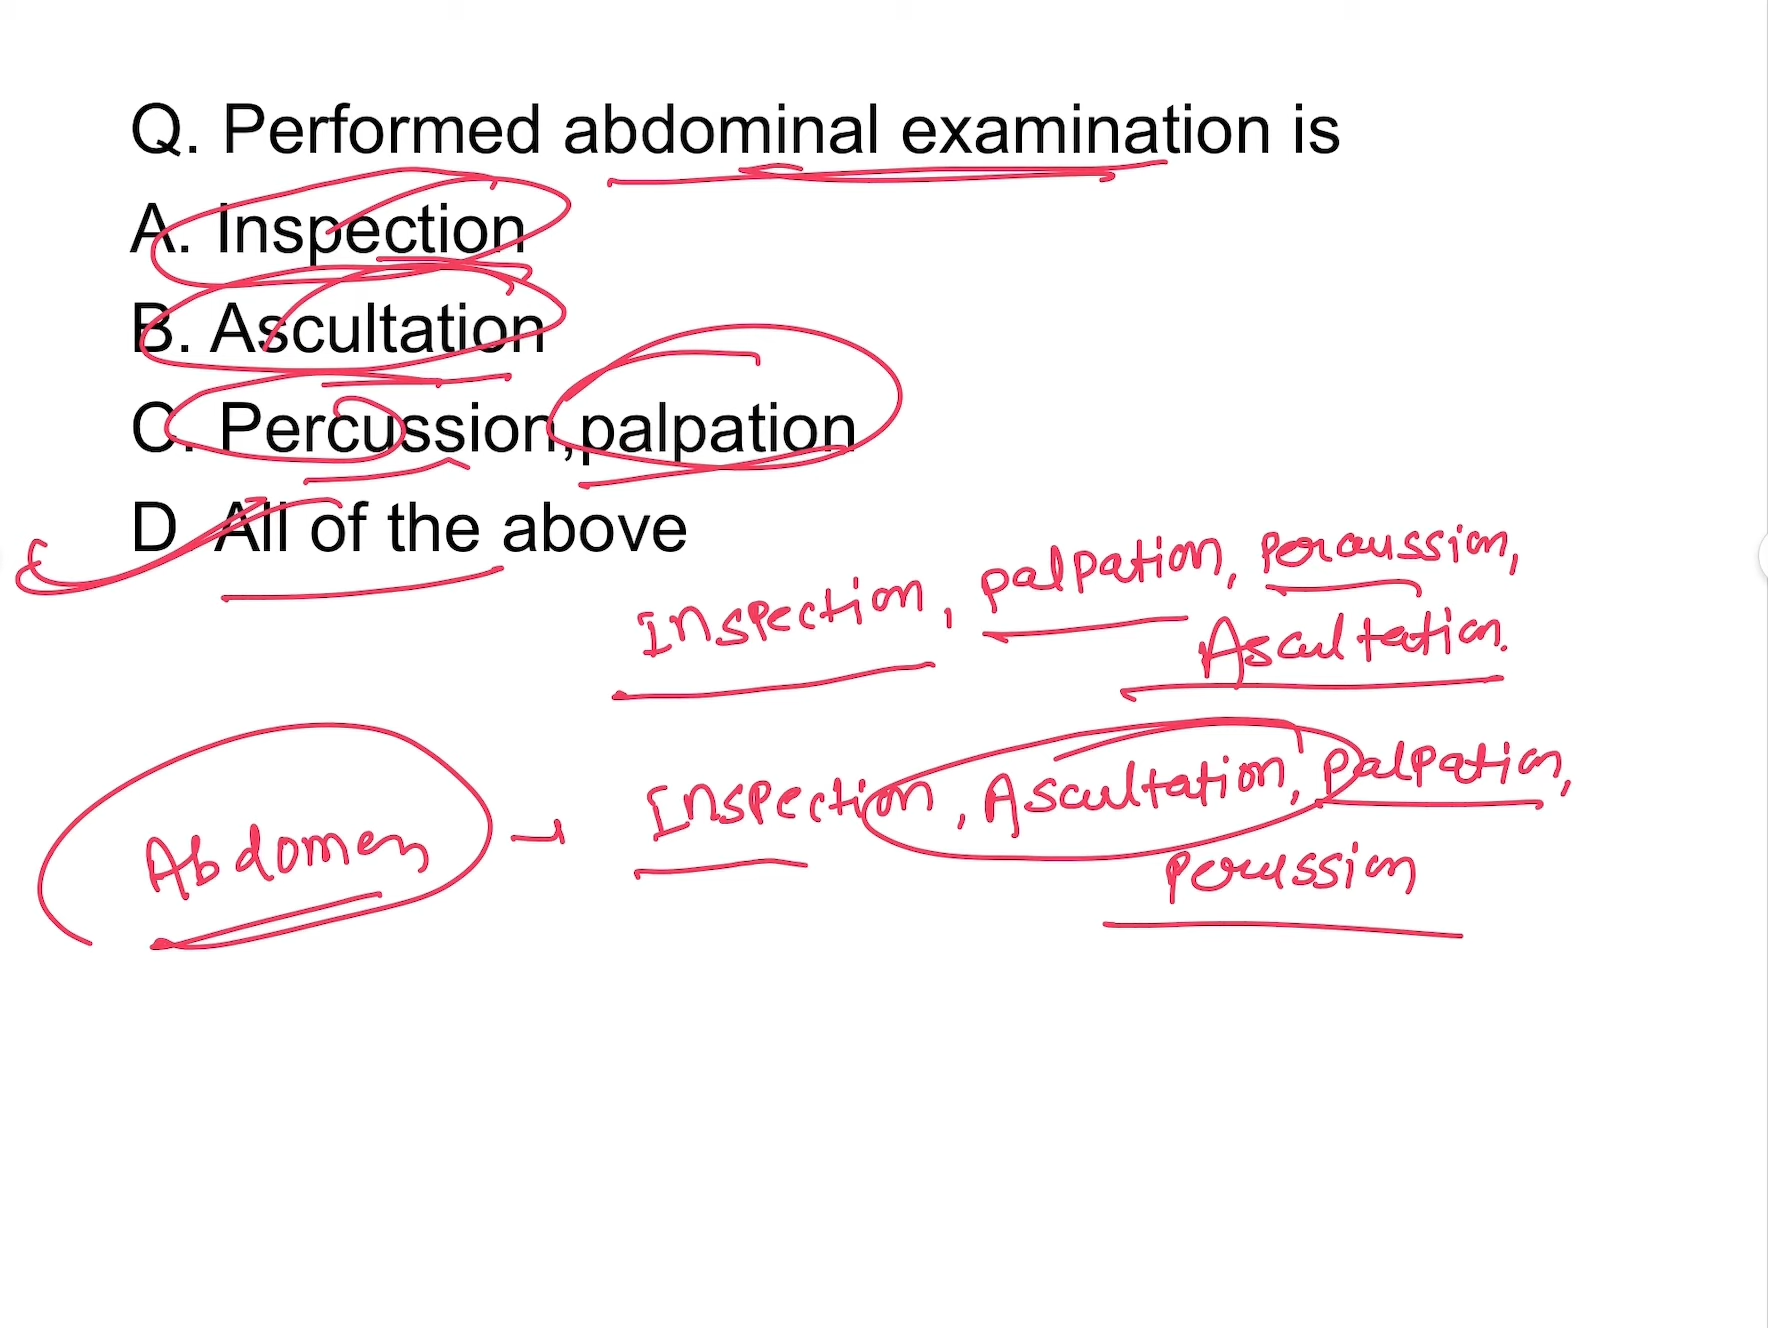 Q. Performed abdominal examination is
A. Inspection
B. Ascultation
C. Percussion,palpation
D. All of the above
Inspection, palpation, Percussion,
Ascultation.
Abdomen → Inspection, Ascultation, Palpation,
Percussion